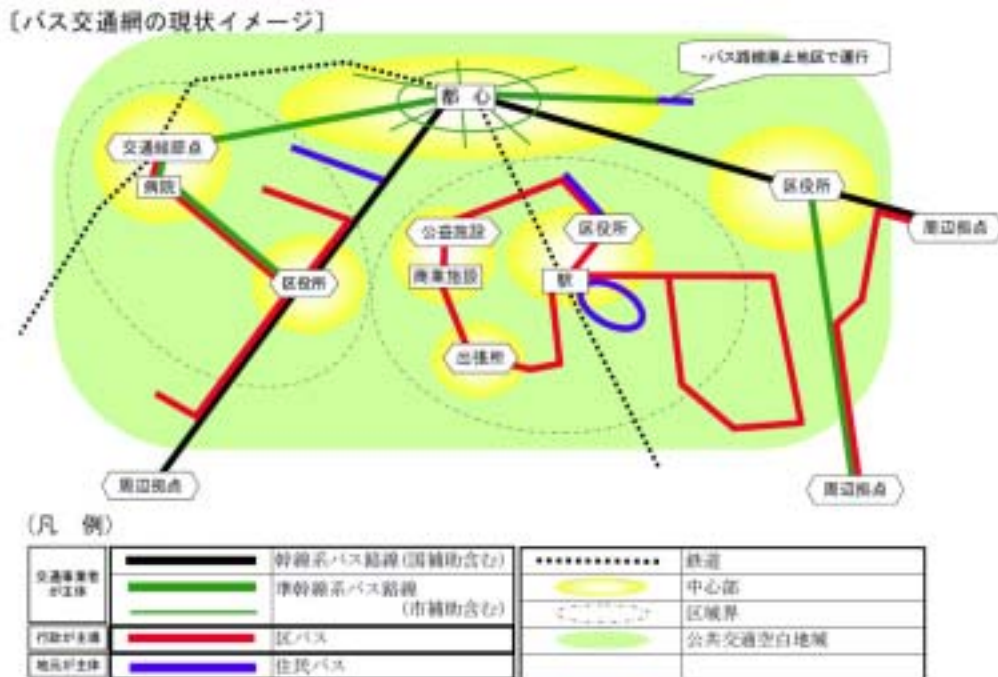 〔バス交通網の現状イメージ〕
・バス路線廃止地区で運行
都 心
交通結節点
病院
区役所
公益施設
区役所
区役所
周辺拠点
商業施設
駅
出張所
周辺拠点
周辺拠点
(凡 例)
交通事業者
が主体
幹線系バス路線(国補助含む)
準幹線系バス路線
(市補助含む)
行政が主導
区バス
地元が主体
住民バス
鉄道
中心部
区域界
公共交通空白地域